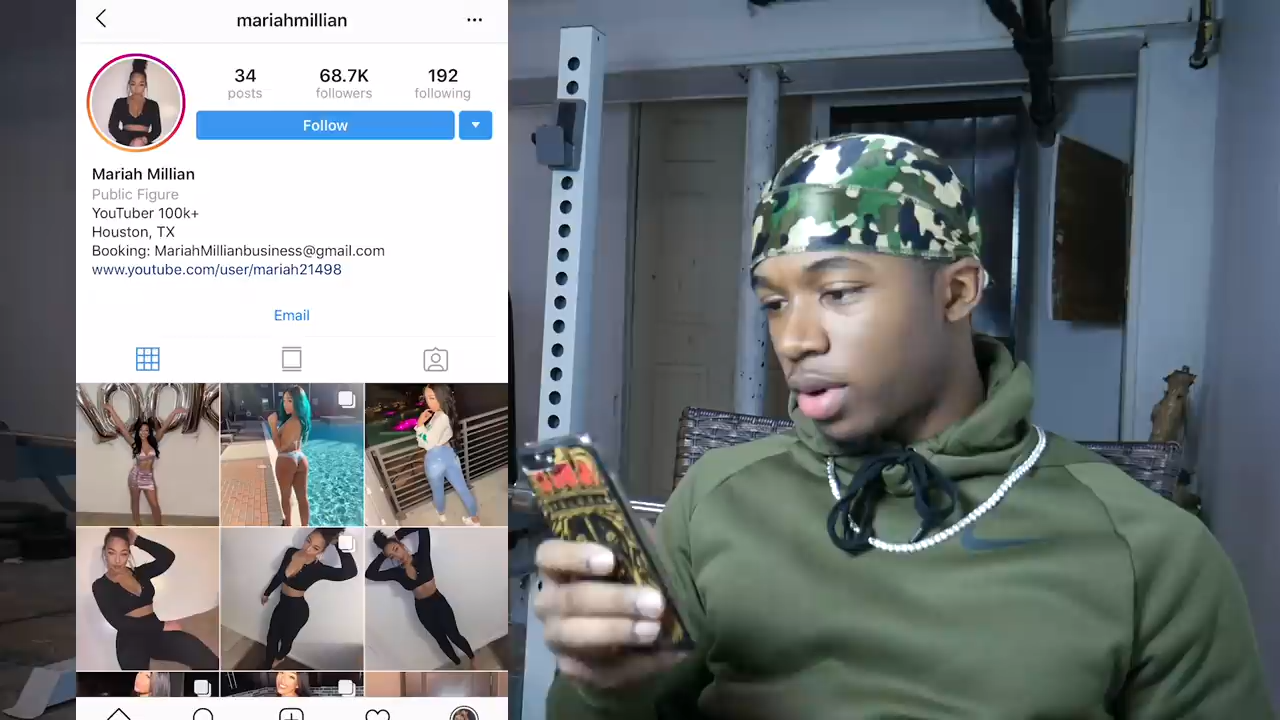 mariahmillian
34 68.7K 192
posts followers following
Follow
Mariah Millian
Public Figure
YouTuber 100k+
Houston, TX
Booking: MariahMillianbusiness@gmail.com
www.youtube.com/user/mariah21498
Email